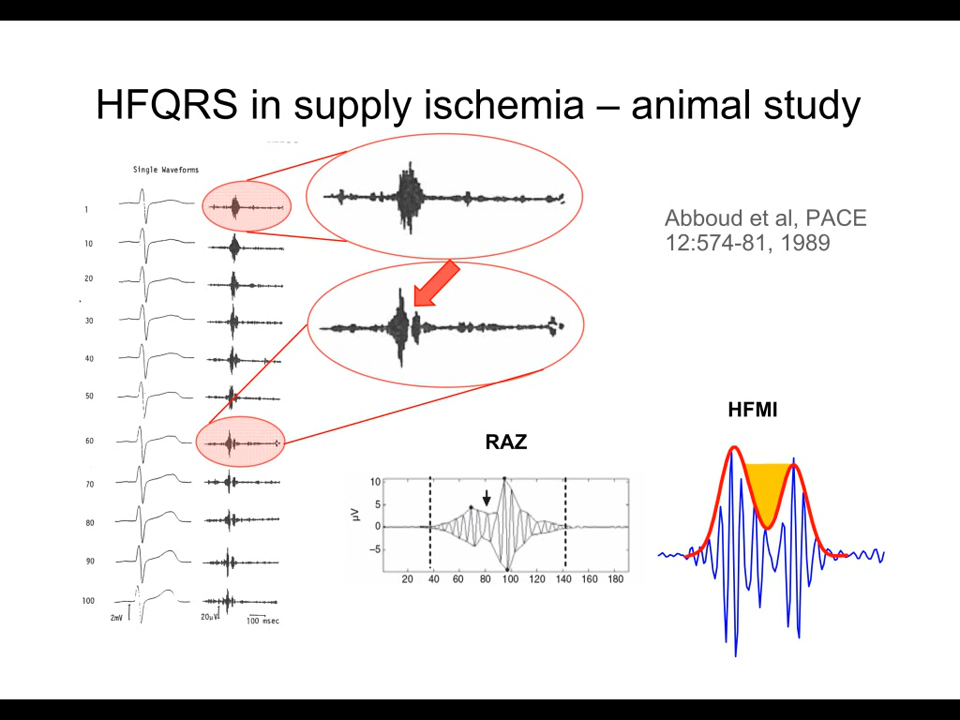 HFQRS in supply ischemia – animal study
Single Waveforms
1
10
20
30
40
50
60
70
80
90
100
2mV
20µV
100 msec
Abboud et al, PACE
12:574-81, 1989
RAZ
µV
10
5
0
−5
20 40 60 80 100 120 140 160 180
HFMI